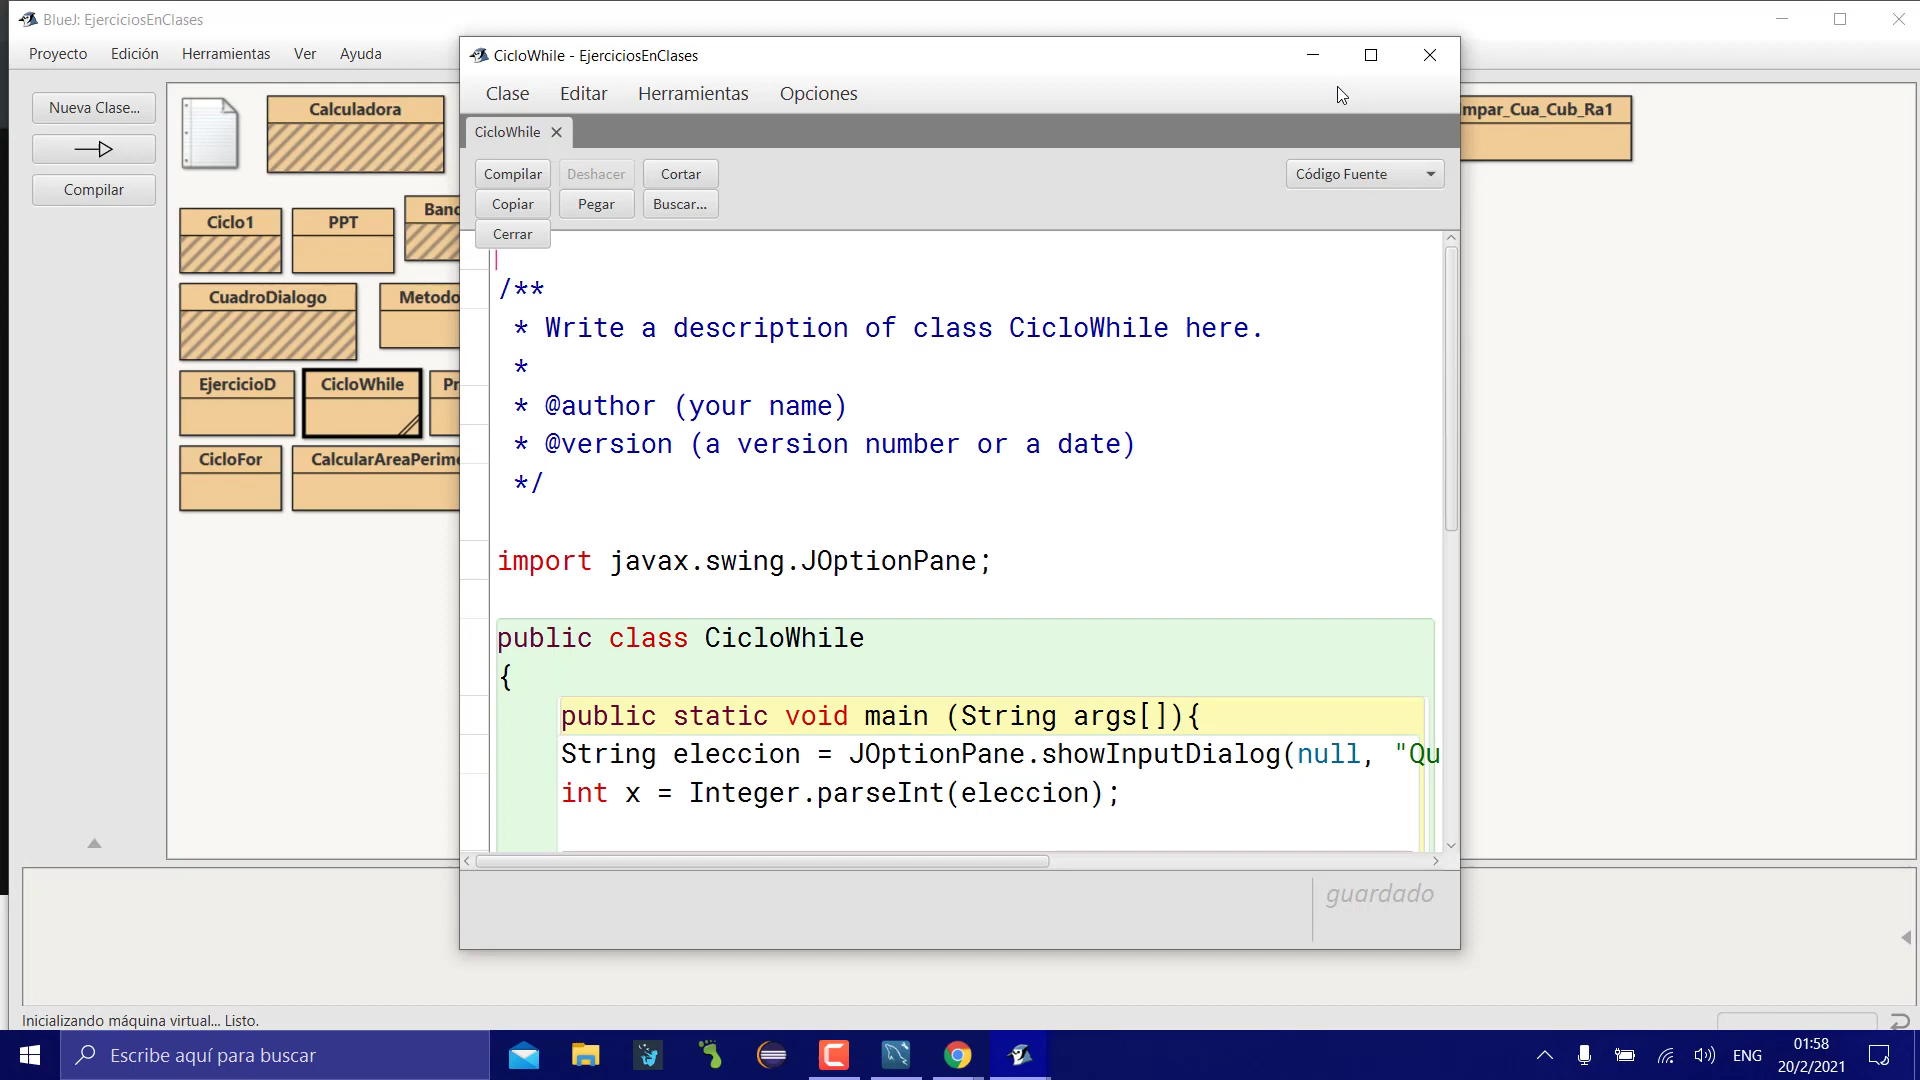 BlueJ: EjerciciosEnClases
Proyecto Edición Herramientas Ver Ayuda
Nueva Clase...
Compilar
Calculadora
Ciclo1
PPT
Banc
CuadroDialogo
Metodo
EjercicioD
CicloWhile
Pr
CicloFor
CalcularAreaPerime
mpar_Cua_Cub_Ra1
CicloWhile - EjerciciosEnClases
Clase Editar Herramientas Opciones
CicloWhile
Compilar Deshacer Cortar
Copiar Pegar Buscar...
Cerrar
Código Fuente
/**
* Write a description of class CicloWhile here.
*
* @author (your name)
* @version (a version number or a date)
*/
import javax.swing.JOptionPane;
public class CicloWhile
{
public static void main (String args[]){
String eleccion = JOptionPane.showInputDialog(null, "Qu
int x = Integer.parseInt(eleccion);
guardado
Inicializando máquina virtual... Listo.
Escribe aquí para buscar
ENG
01:58
20/2/2021